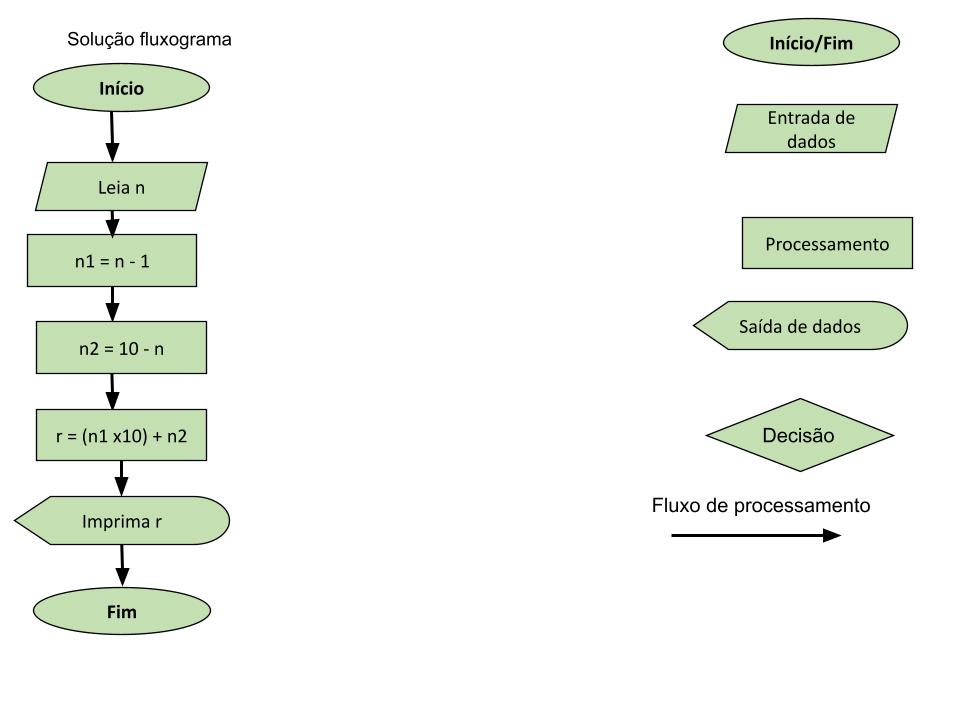 Solução fluxograma
Início
Leia n
n1 = n - 1
n2 = 10 - n
r = (n1 x10) + n2
Imprima r
Fim
Início/Fim
Entrada de
dados
Processamento
Saída de dados
Decisão
Fluxo de processamento